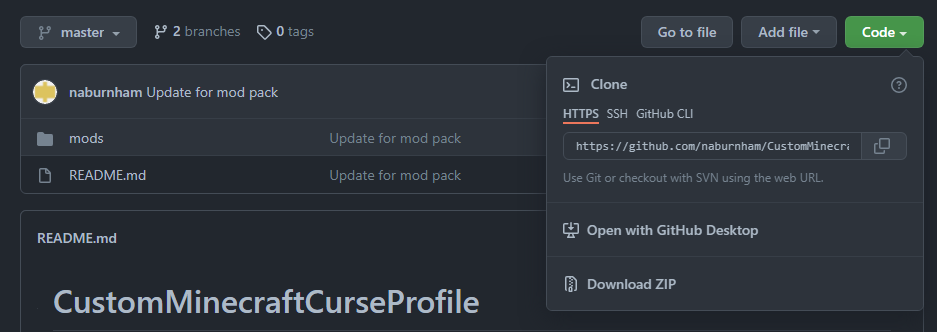 master 2 branches 0 tags Go to file Add file Code
naburnham Update for mod pack
mods Update for mod pack
README.md Update for mod pack
Clone
HTTPS SSH GitHub CLI
https://github.com/naburnham/CustomMinecra
Use Git or checkout with SVN using the web URL.
Open with GitHub Desktop
Download ZIP
README.md
CustomMinecraftCurseProfile